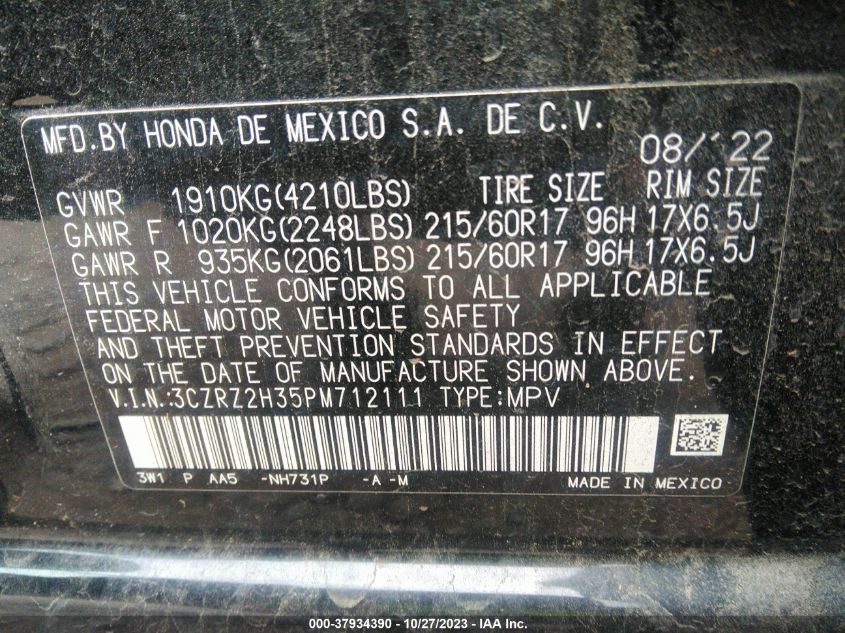 MFD.BY HONDA DE MEXICO S.A. DE C.V.
08/'22
GVWR 1910KG(4210LBS) TIRE SIZE RIM SIZE
GAWR F 1020KG(2248LBS) 215/60R17 96H 17X6.5J
GAWR R 935KG(2061LBS) 215/60R17 96H 17X6.5J
THIS VEHICLE CONFORMS TO ALL APPLICABLE
FEDERAL MOTOR VEHICLE SAFETY
AND THEFT PREVENTION STANDARDS IN EFFECT
ON THE DATE OF MANUFACTURE SHOWN ABOVE.
V.I.N.:3CZRZ2H35PM712111 TYPE:MPV
3W1 P AA5 -NH731P -A -M MADE IN MEXICO
000-37934390 - 10/27/2023 - IAA Inc.